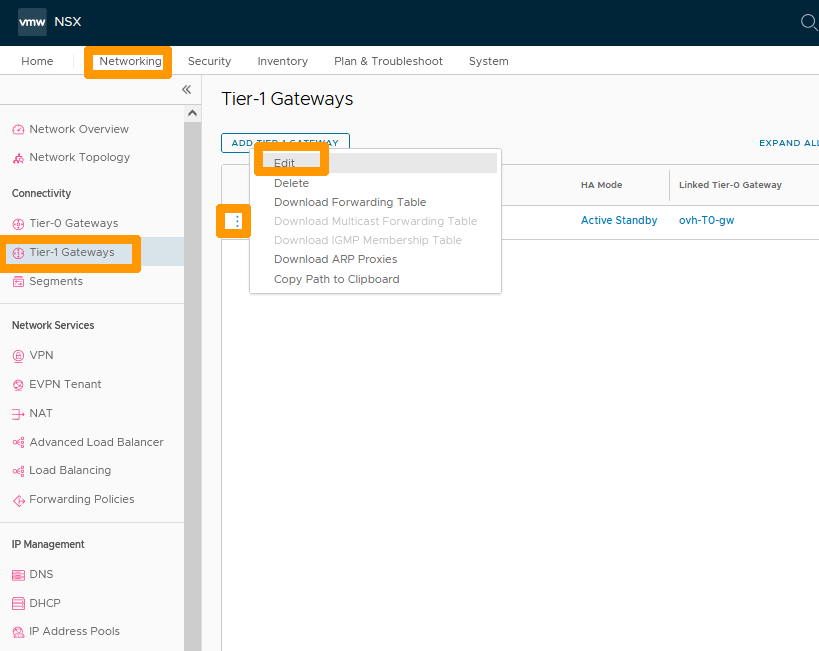 vmw NSX
Home Networking Security Inventory Plan & Troubleshoot System
Network Overview
Network Topology
Connectivity
Tier-0 Gateways
Tier-1 Gateways
Segments
Network Services
VPN
EVPN Tenant
NAT
Advanced Load Balancer
Load Balancing
Forwarding Policies
IP Management
DNS
DHCP
IP Address Pools
Tier-1 Gateways
ADD TIER-1 GATEWAY
EXPAND ALL
Edit
Delete
Download Forwarding Table
Download Multicast Forwarding Table
Download IGMP Membership Table
Download ARP Proxies
Copy Path to Clipboard
HA Mode Linked Tier-0 Gateway
Active Standby ovh-T0-gw